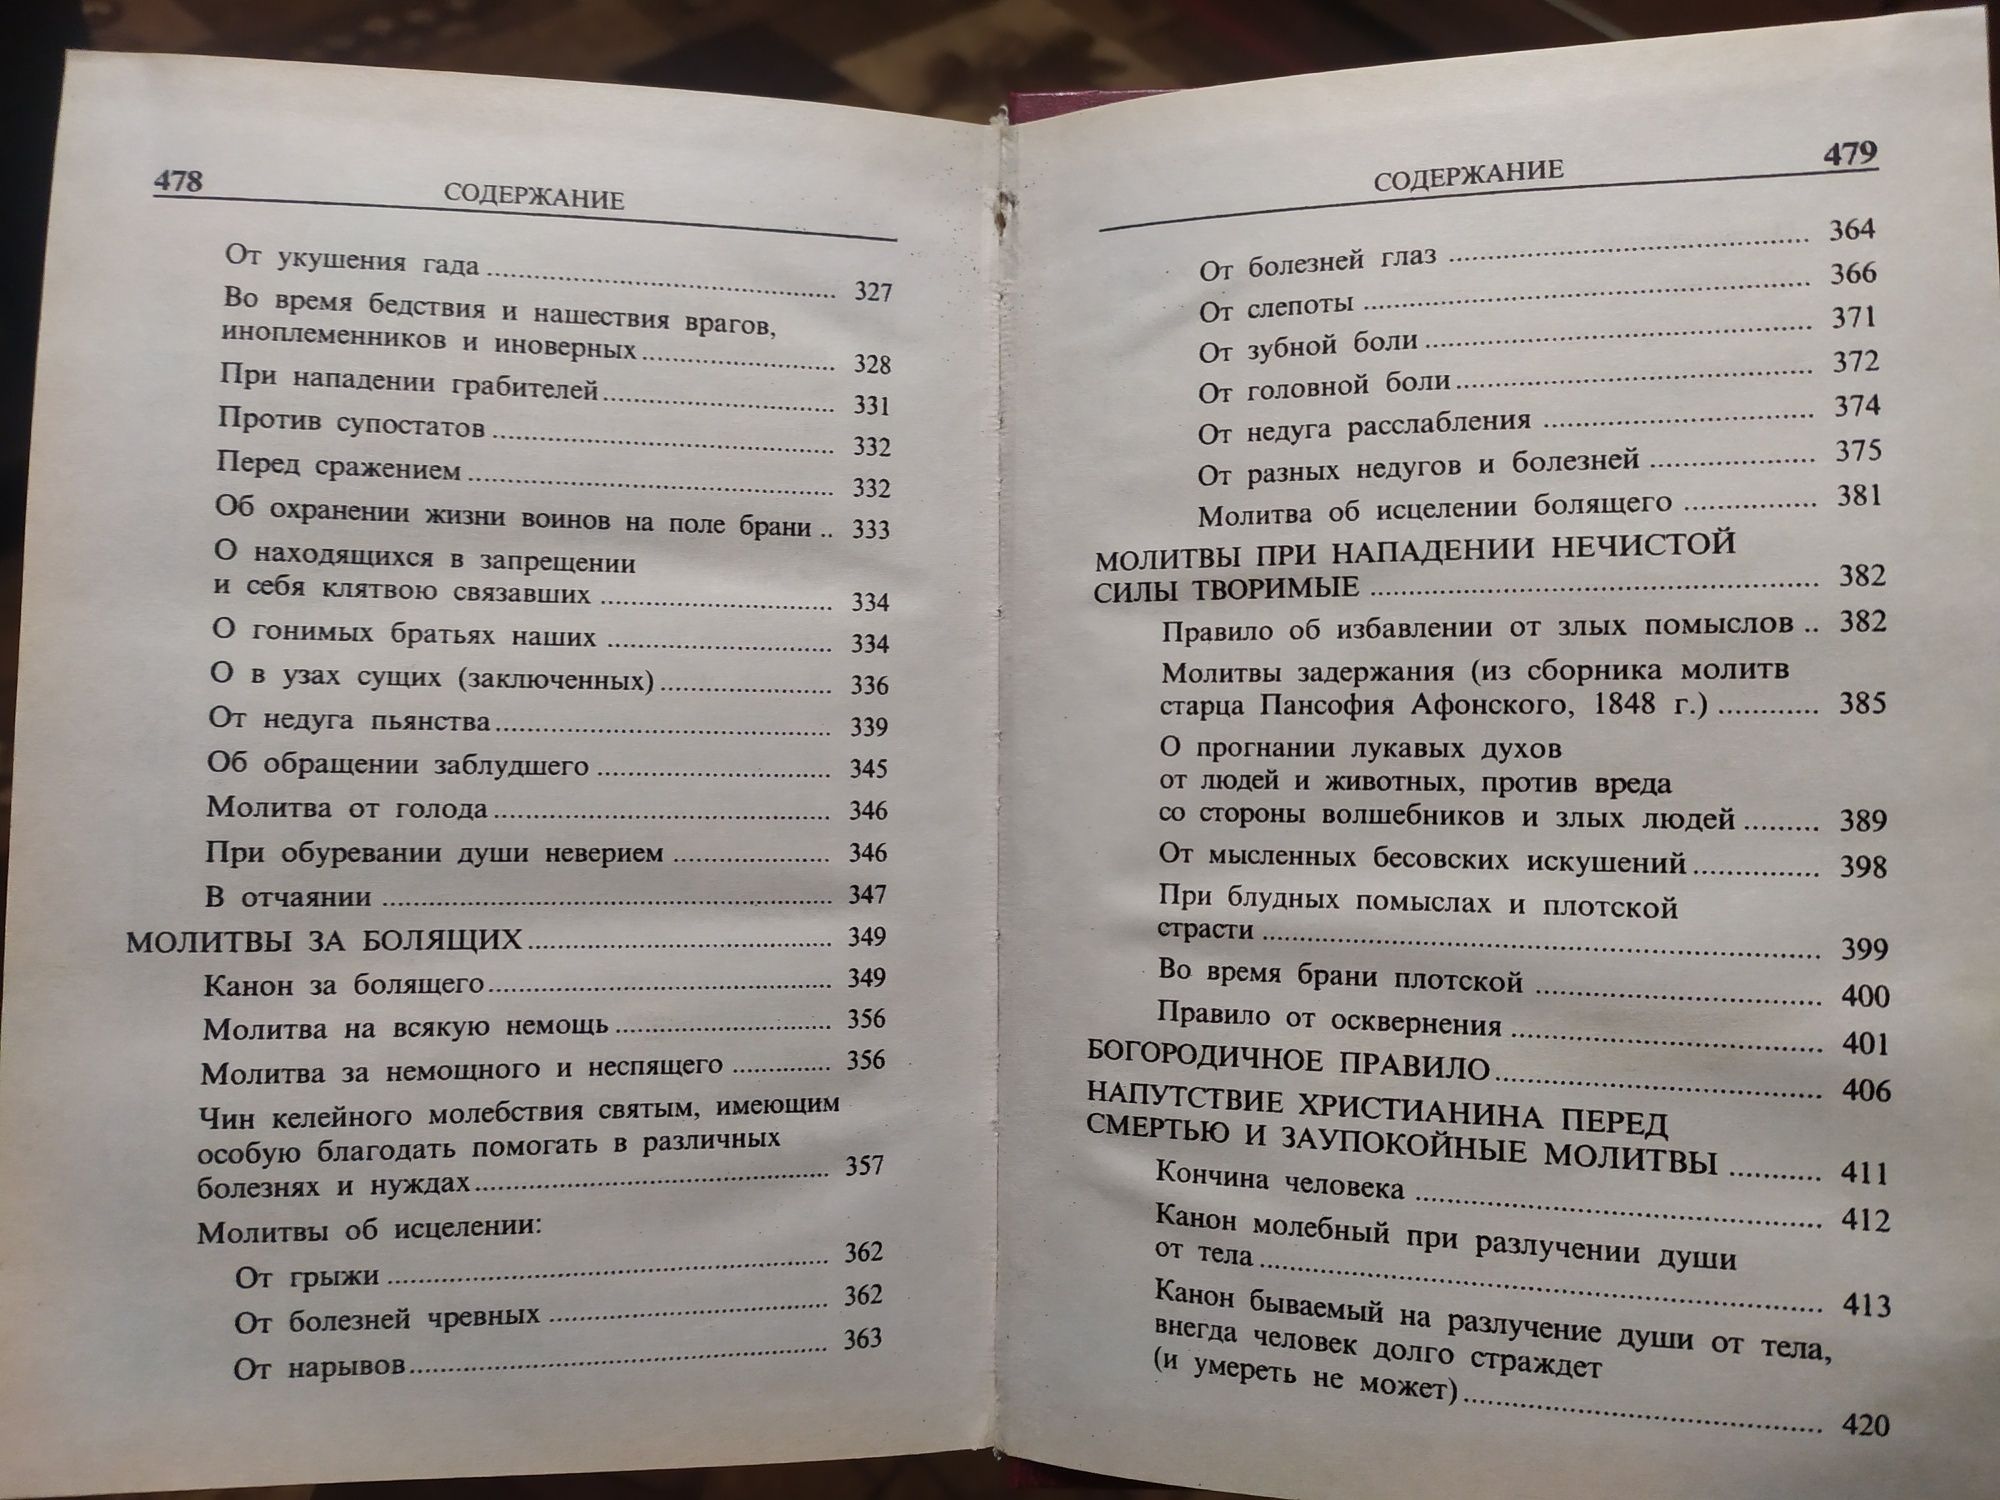 478
СОДЕРЖАНИЕ
От укушения гада ........ 327
Во время бедствия и нашествия врагов,
иноплеменников и иноверных ........ 328
При нападении грабителей ........ 331
Против супостатов ........ 332
Перед сражением ........ 332
Об охранении жизни воинов на поле брани .. 333
О находящихся в запрещении
и себя клятвою связавших ........ 334
О гонимых братьях наших ........ 334
О в узах сущих (заключенных) ........ 336
От недуга пьянства ........ 339
Об обращении заблудшего ........ 345
Молитва от голода ........ 346
При обуревании души неверием ........ 346
В отчаянии ........ 347
МОЛИТВЫ ЗА БОЛЯЩИХ ........ 349
Канон за болящего ........ 349
Молитва на всякую немощь ........ 356
Молитва за немощного и неспящего ........ 356
Чин келейного молебствия святым, имеющим
особую благодать помогать в различных
болезнях и нуждах ........ 357
Молитвы об исцелении:
От грыжи ........ 362
От болезней чревных ........ 362
От нарывов ........ 363
СОДЕРЖАНИЕ
479
От болезней глаз ........ 364
От слепоты ........ 366
От зубной боли ........ 371
От головной боли ........ 372
От недуга расслабления ........ 374
От разных недугов и болезней ........ 375
Молитва об исцелении болящего ........ 381
МОЛИТВЫ ПРИ НАПАДЕНИИ НЕЧИСТОЙ
СИЛЫ ТВОРИМЫЕ ........ 382
Правило об избавлении от злых помыслов .. 382
Молитвы задержания (из сборника молитв
старца Пансофия Афонского, 1848 г.) ........ 385
О прогнании лукавых духов
от людей и животных, против вреда
со стороны волшебников и злых людей ........ 389
От мысленных бесовских искушений ........ 398
При блудных помыслах и плотской
страсти ........ 399
Во время брани плотской ........ 400
Правило от осквернения ........ 401
БОГОРОДИЧНОЕ ПРАВИЛО ........ 406
НАПУТСТВИЕ ХРИСТИАНИНА ПЕРЕД
СМЕРТЬЮ И ЗАУПОКОЙНЫЕ МОЛИТВЫ ........ 411
Кончина человека ........ 412
Канон молебный при разлучении души
от тела ........ 413
Канон бываемый на разлучение души от тела,
внегда человек долго страждет
(и умереть не может) ........ 420